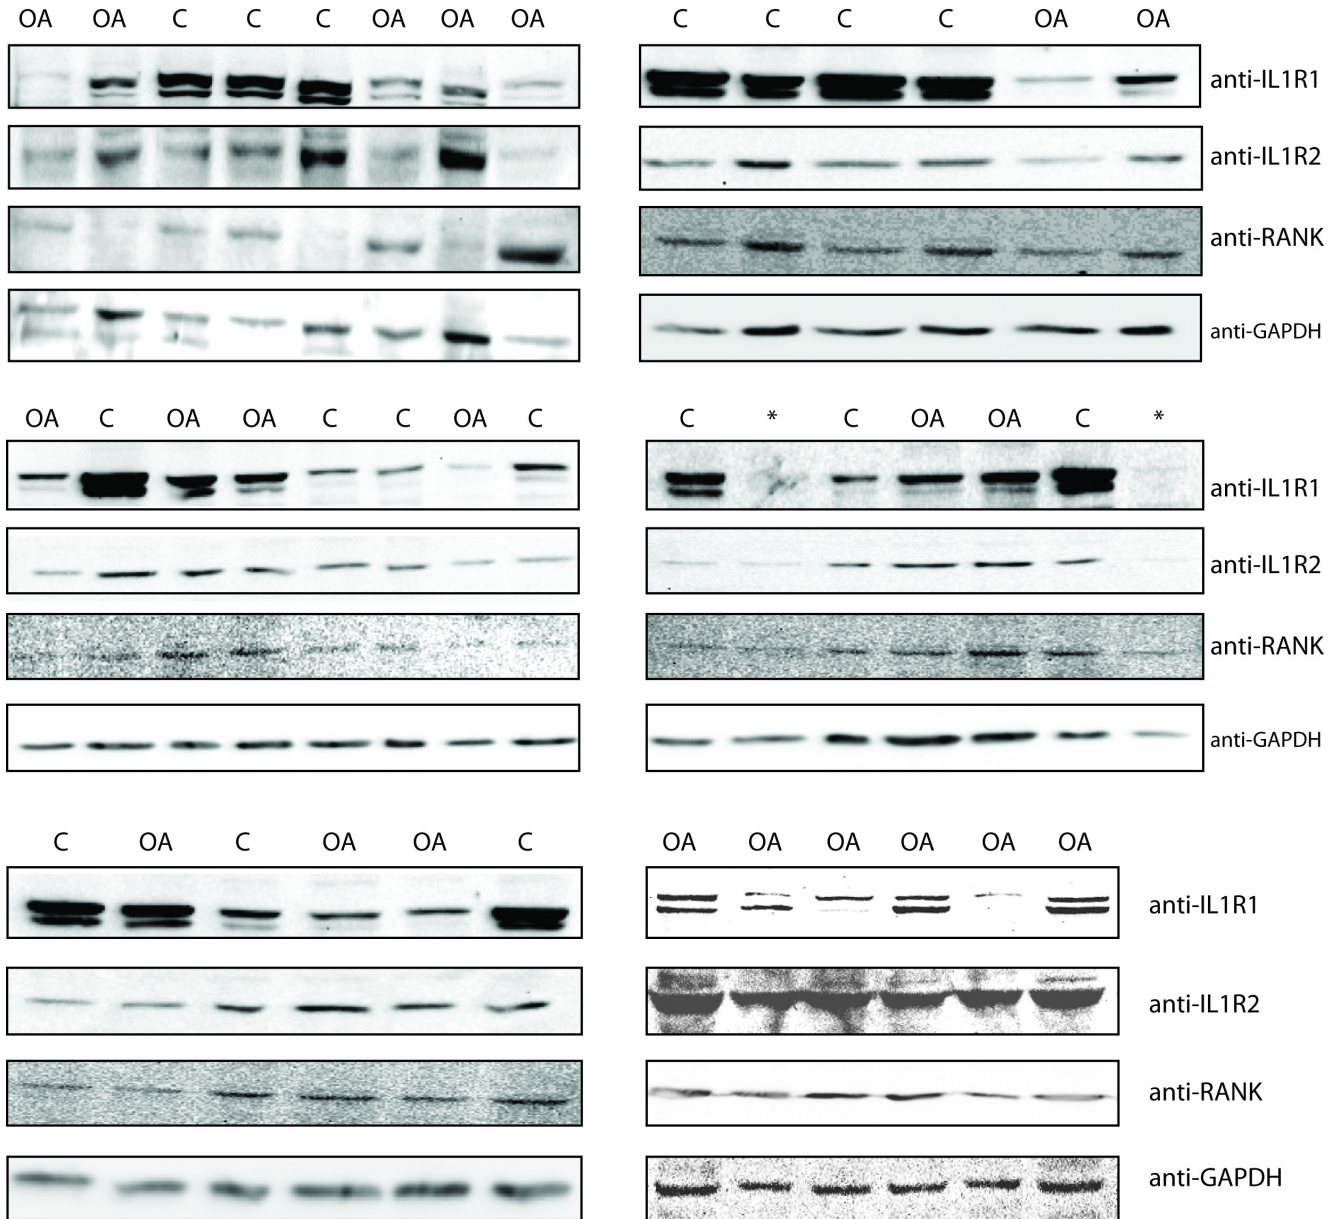 OA OA C C C OA OA OA
C C C C OA OA
anti-IL1R1
anti-IL1R2
anti-RANK
anti-GAPDH
OA C OA OA C C OA C
C * C OA OA C *
anti-IL1R1
anti-IL1R2
anti-RANK
anti-GAPDH
C OA C OA OA C
OA OA OA OA OA OA
anti-IL1R1
anti-IL1R2
anti-RANK
anti-GAPDH